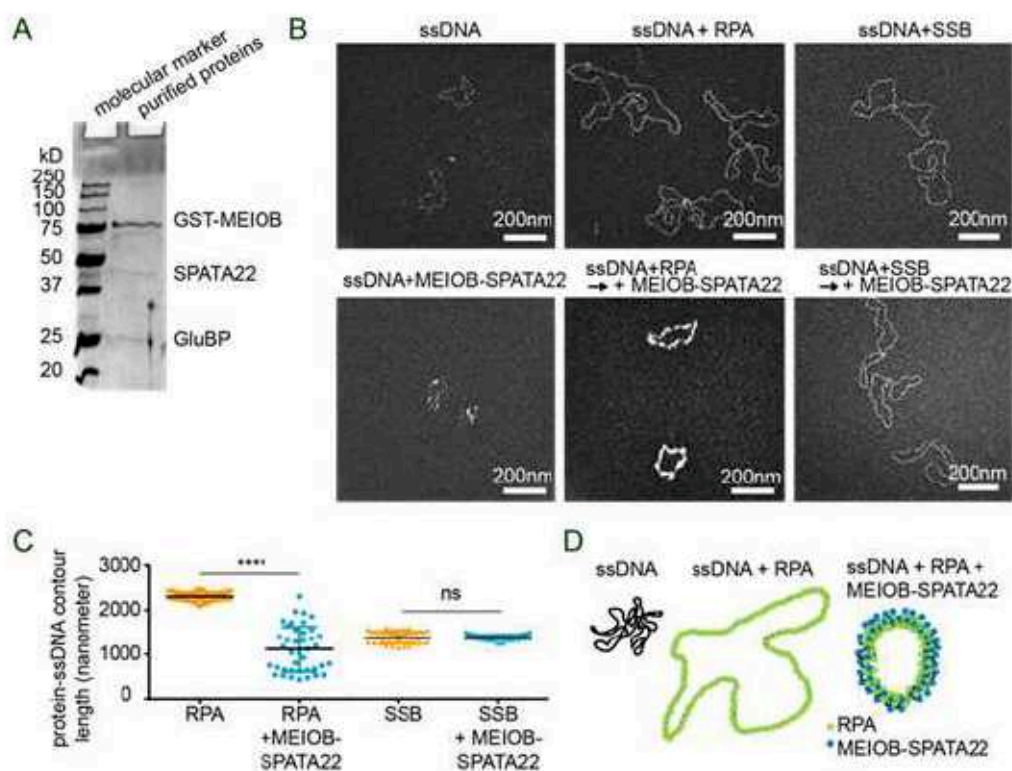 A
molecular marker
purified proteins
kD
250
150
100
75
50
37
25
20
GST-MEIOB
SPATA22
GluBP
B
ssDNA
ssDNA + RPA
ssDNA+SSB
200nm
200nm
200nm
ssDNA+MEIOB-SPATA22
ssDNA+RPA
→ + MEIOB-SPATA22
ssDNA+SSB
→ + MEIOB-SPATA22
200nm
200nm
200nm
C
protein-ssDNA contour
length (nanometer)
3000
2000
1000
0
****
ns
RPA
RPA
+MEIOB-
SPATA22
SSB
SSB
+ MEIOB-
SPATA22
D
ssDNA
ssDNA + RPA
ssDNA + RPA +
MEIOB-SPATA22
RPA
MEIOB-SPATA22